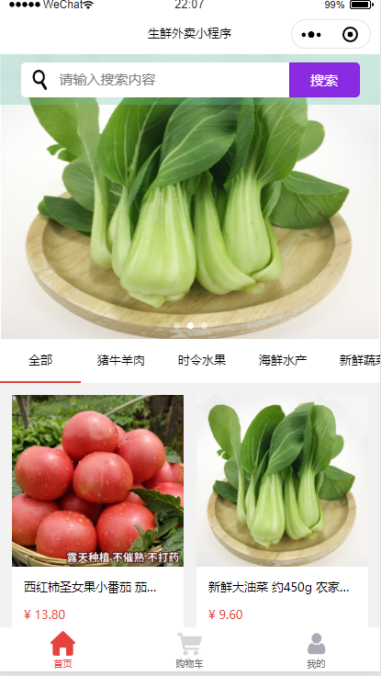 WeChat 22:07 99%
生鲜外卖小程序
请输入搜索内容 搜索
全部 猪牛羊肉 时令水果 海鲜水产 新鲜蔬菜
露天种植 不催熟 不打药
西红柿圣女果小番茄 茄... 新鲜大油菜 约450g 农家...
¥ 13.80 ¥ 9.60
首页 购物车 我的